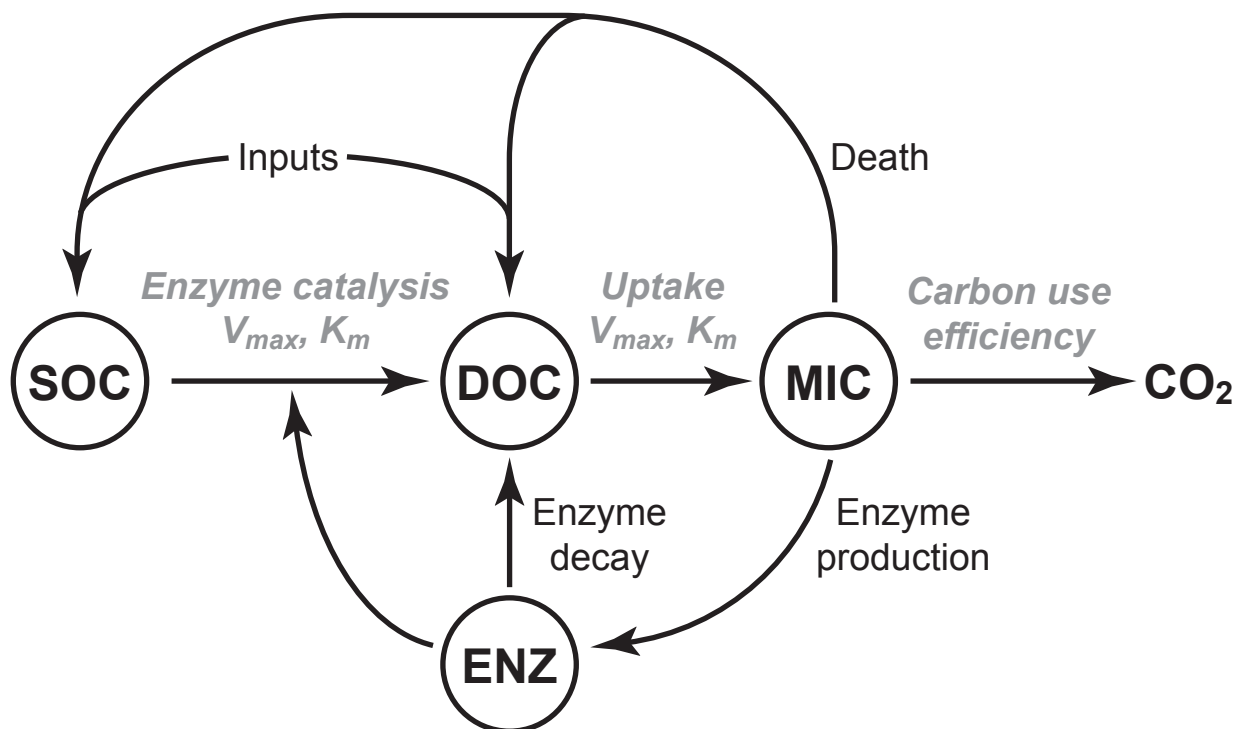 Inputs
Death
Enzyme catalysis
Vmax, Km
Uptake
Vmax, Km
Carbon use
efficiency
SOC
DOC
MIC
CO2
Enzyme
decay
Enzyme
production
ENZ